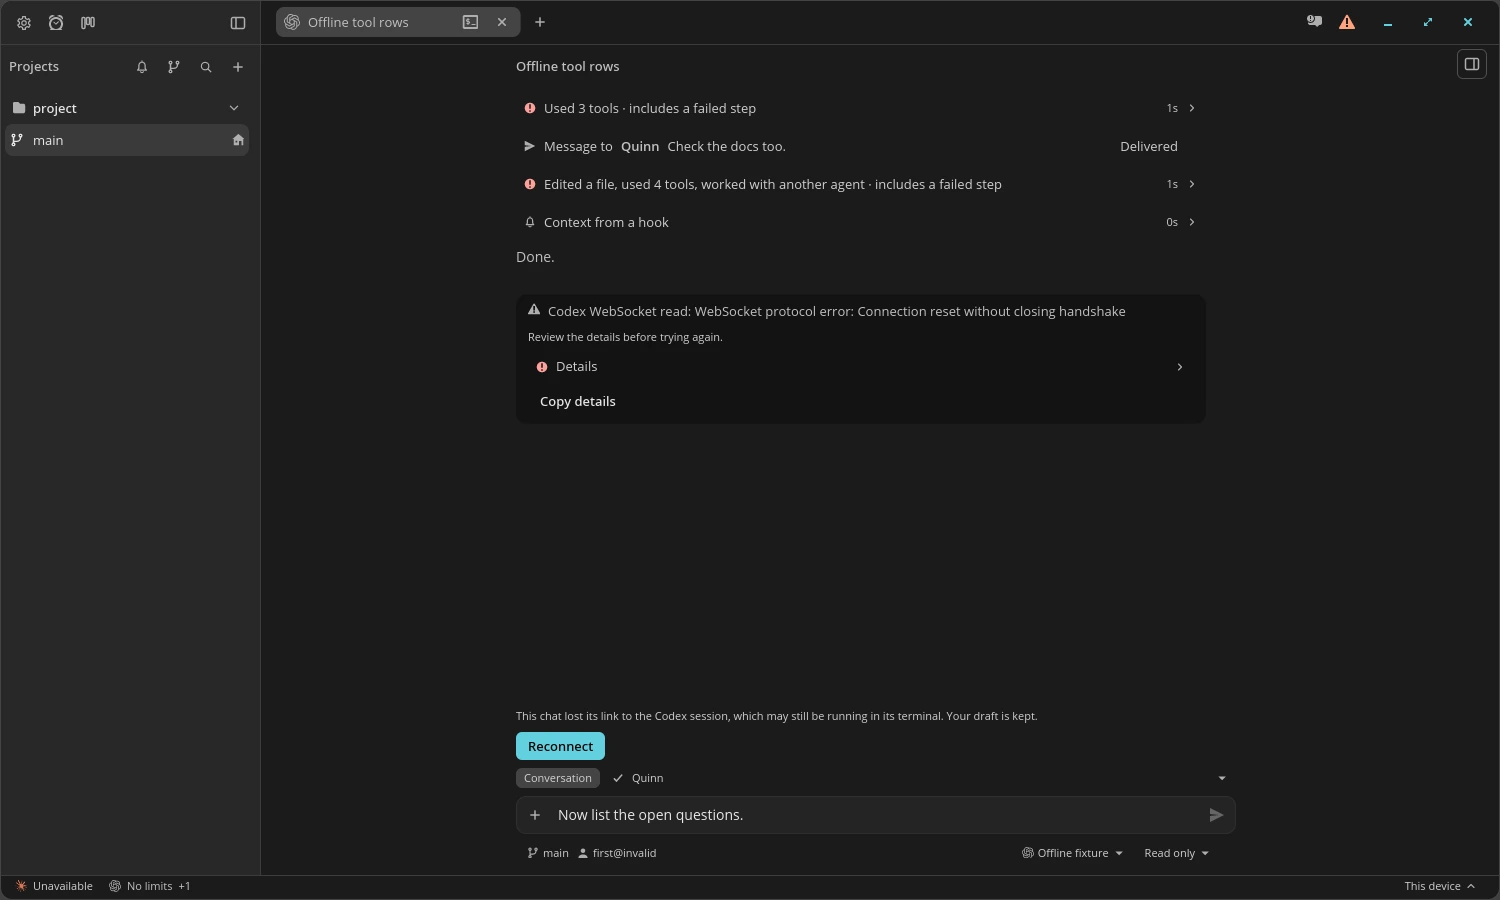 Offline tool rows
Projects
Offline tool rows
project
main
Used 3 tools · includes a failed step 1s
Message to Quinn Check the docs too. Delivered
Edited a file, used 4 tools, worked with another agent · includes a failed step 1s
Context from a hook 0s
Done.
Codex WebSocket read: WebSocket protocol error: Connection reset without closing handshake
Review the details before trying again.
Details
Copy details
This chat lost its link to the Codex session, which may still be running in its terminal. Your draft is kept.
Reconnect
Conversation Quinn
Now list the open questions.
main first@invalid Offline fixture Read only
Unavailable No limits +1 This device